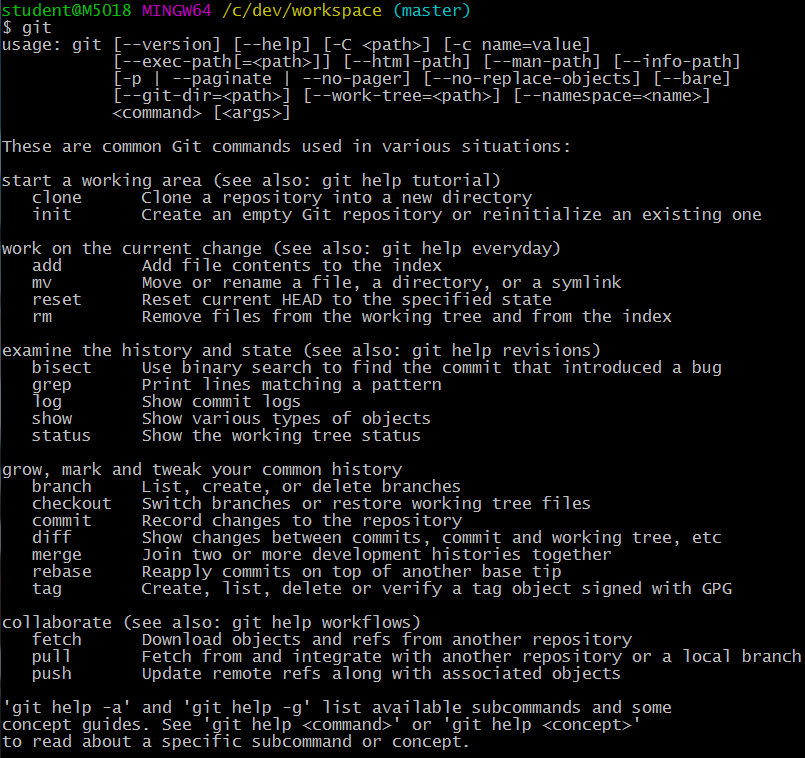 student@M5018 MINGW64 /c/dev/workspace (master)
$ git
usage: git [--version] [--help] [-C <path>] [-c name=value]
           [--exec-path[=<path>]] [--html-path] [--man-path] [--info-path]
           [-p | --paginate | --no-pager] [--no-replace-objects] [--bare]
           [--git-dir=<path>] [--work-tree=<path>] [--namespace=<name>]
           <command> [<args>]

These are common Git commands used in various situations:

start a working area (see also: git help tutorial)
   clone      Clone a repository into a new directory
   init       Create an empty Git repository or reinitialize an existing one

work on the current change (see also: git help everyday)
   add        Add file contents to the index
   mv         Move or rename a file, a directory, or a symlink
   reset      Reset current HEAD to the specified state
   rm         Remove files from the working tree and from the index

examine the history and state (see also: git help revisions)
   bisect     Use binary search to find the commit that introduced a bug
   grep       Print lines matching a pattern
   log        Show commit logs
   show       Show various types of objects
   status     Show the working tree status

grow, mark and tweak your common history
   branch     List, create, or delete branches
   checkout   Switch branches or restore working tree files
   commit     Record changes to the repository
   diff       Show changes between commits, commit and working tree, etc
   merge      Join two or more development histories together
   rebase     Reapply commits on top of another base tip
   tag        Create, list, delete or verify a tag object signed with GPG

collaborate (see also: git help workflows)
   fetch      Download objects and refs from another repository
   pull       Fetch from and integrate with another repository or a local branch
   push       Update remote refs along with associated objects

'git help -a' and 'git help -g' list available subcommands and some
concept guides. See 'git help <command>' or 'git help <concept>'
to read about a specific subcommand or concept.